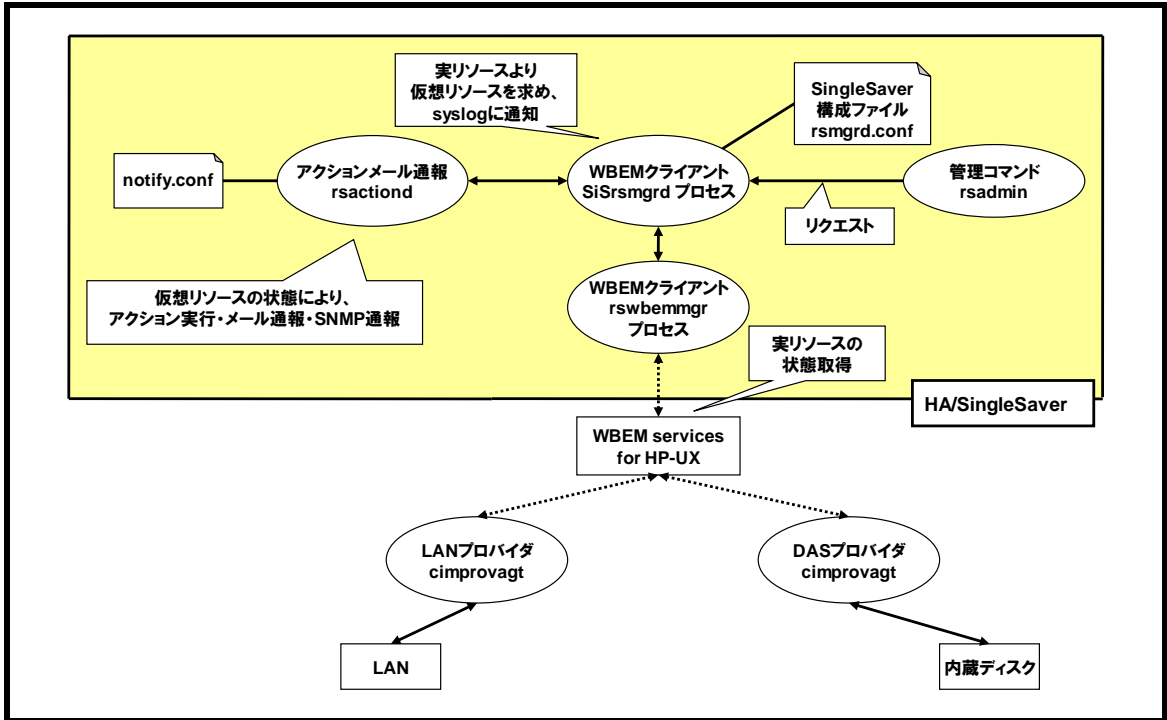 実リソースより
仮想リソースを求め、
syslogに通知
SingleSaver
構成ファイル
rsmgrd.conf
notify.conf
アクションメール通報
rsactiond
WBEMクライアント
SiSrsmgrd プロセス
管理コマンド
rsadmin
リクエスト
仮想リソースの状態により、
アクション実行・メール通報・SNMP通報
WBEMクライアント
rswbemmgr
プロセス
実リソースの
状態取得
HA/SingleSaver
WBEM services
for HP-UX
LANプロバイダ
cimprovagt
DASプロバイダ
cimprovagt
LAN
内蔵ディスク